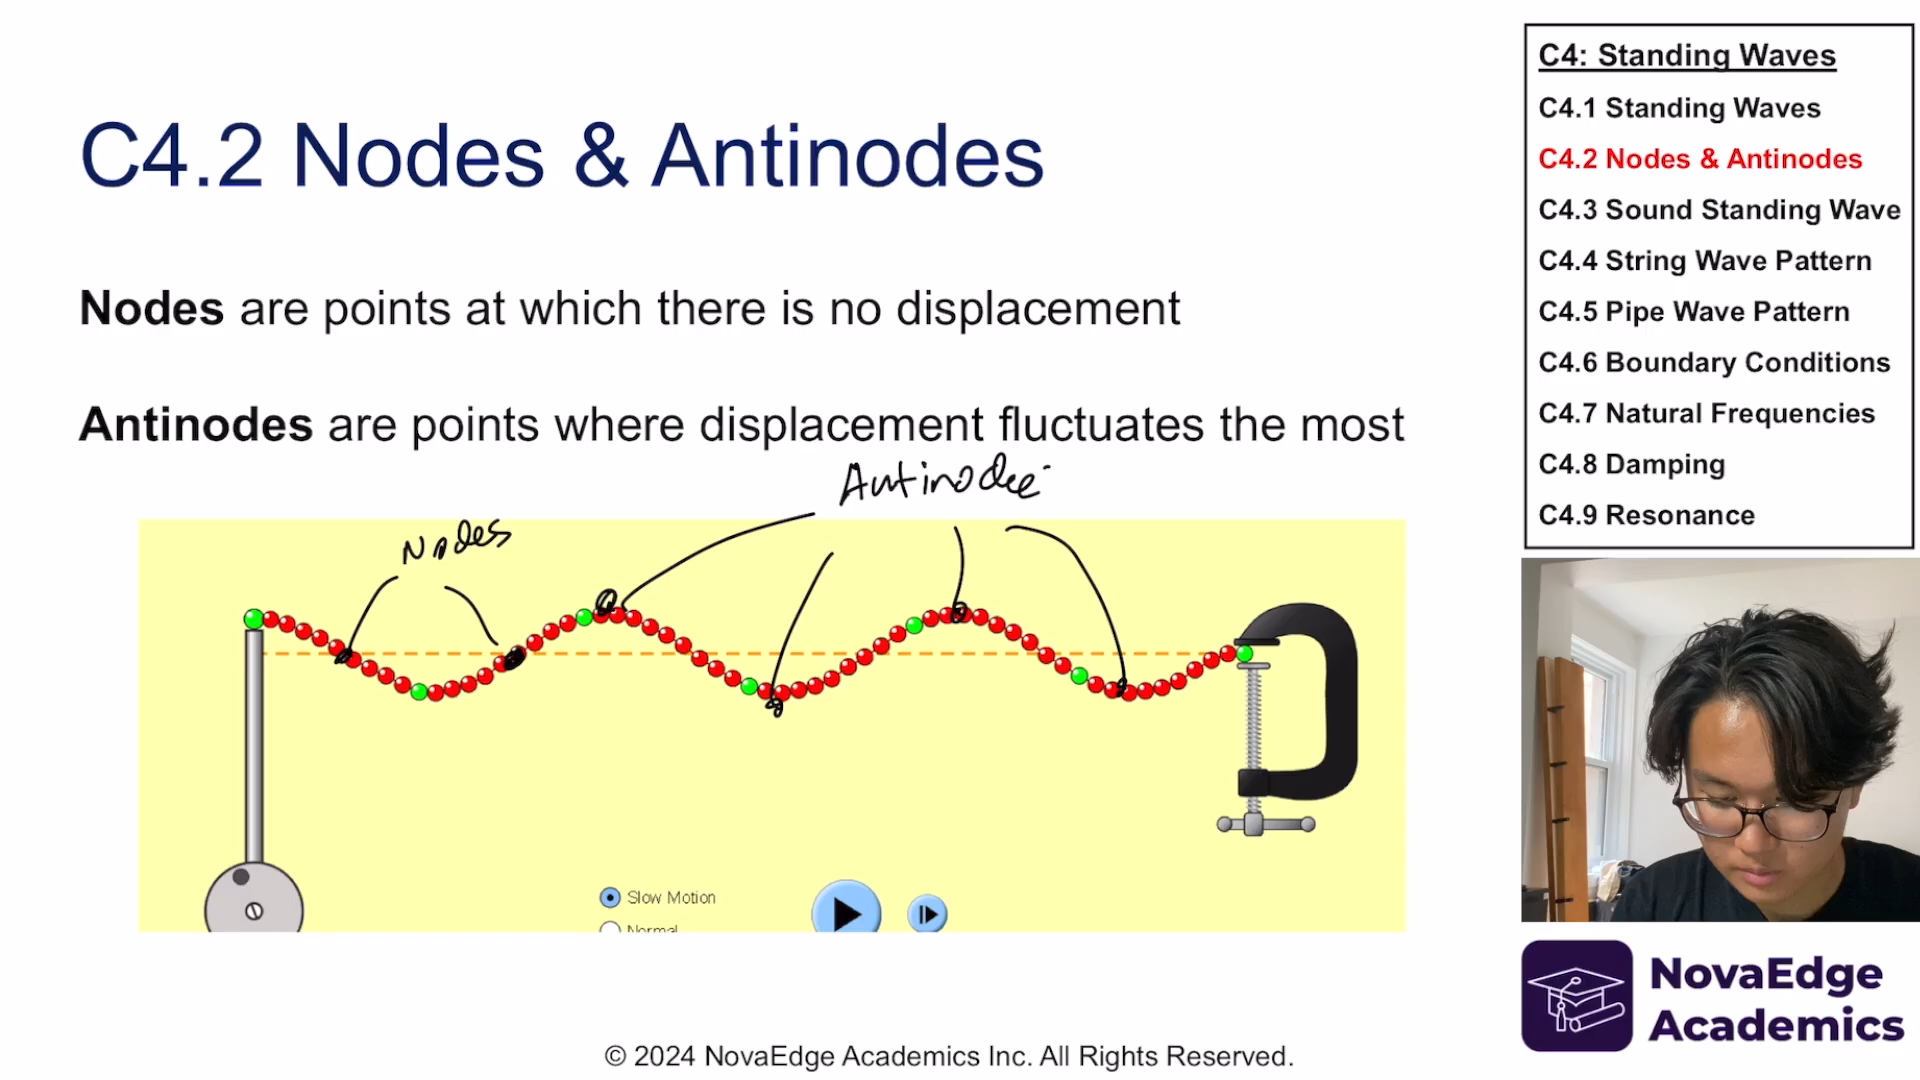 C4.2 Nodes & Antinodes
Nodes are points at which there is no displacement
Antinodes are points where displacement fluctuates the most
Antinode
Nodes
Slow Motion
Normal
© 2024 NovaEdge Academics Inc. All Rights Reserved.
C4: Standing Waves
C4.1 Standing Waves
C4.2 Nodes & Antinodes
C4.3 Sound Standing Wave
C4.4 String Wave Pattern
C4.5 Pipe Wave Pattern
C4.6 Boundary Conditions
C4.7 Natural Frequencies
C4.8 Damping
C4.9 Resonance
NovaEdge
Academics